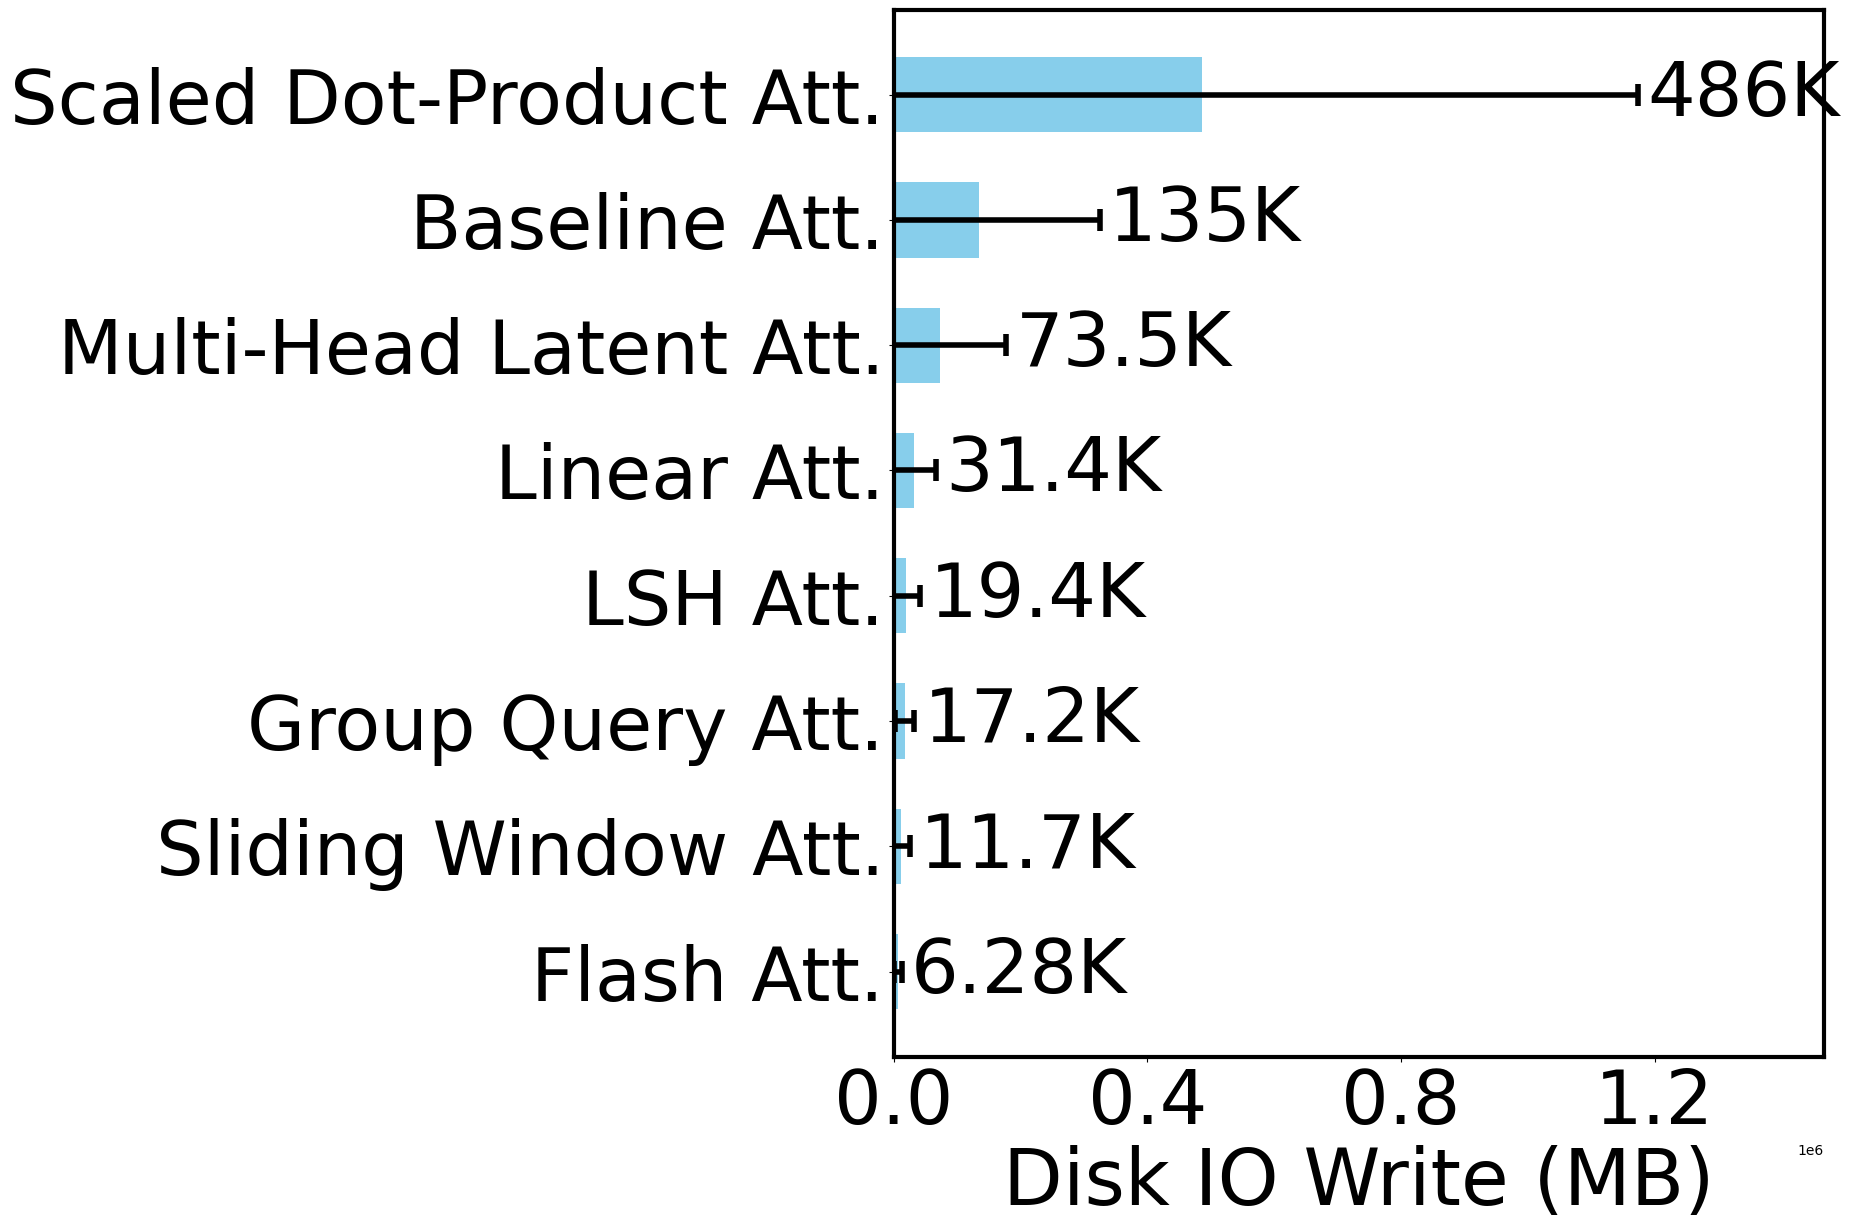 Scaled Dot-Product Att. 486K
Baseline Att. 135K
Multi-Head Latent Att. 73.5K
Linear Att. 31.4K
LSH Att. 19.4K
Group Query Att. 17.2K
Sliding Window Att. 11.7K
Flash Att. 6.28K
0.0 0.4 0.8 1.2
1e6
Disk IO Write (MB)